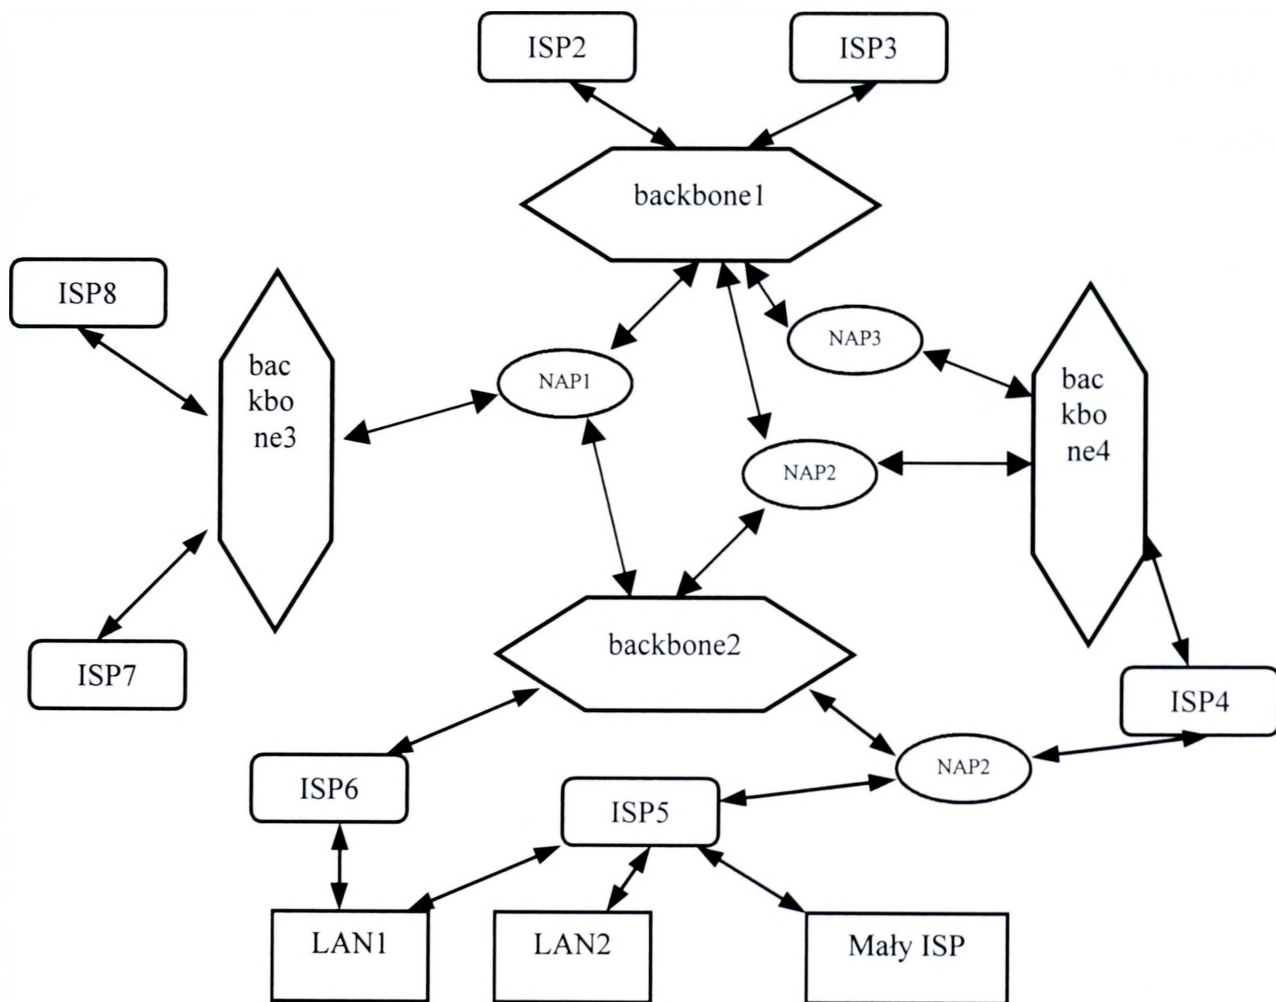 ISP2
ISP3
backbone1
ISP8
NAP3
bac
kbo
ne3
NAP1
bac
kbo
ne4
NAP2
backbone2
ISP7
ISP4
NAP2
ISP6
ISP5
LAN1
LAN2
Mały ISP